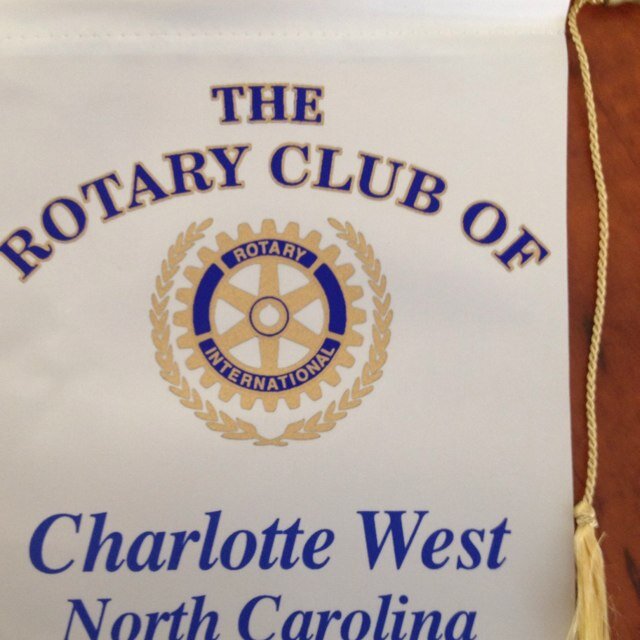 THE
ROTARY CLUB OF
ROTARY
INTERNATIONAL
Charlotte West
North Carolina